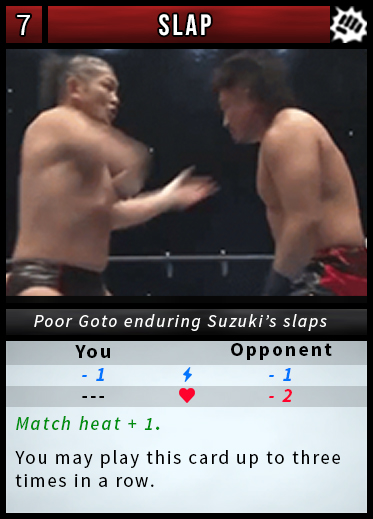 7 SLAP
Poor Goto enduring Suzuki's slaps
You Opponent
- 1 - 1
--- - 2
Match heat + 1.
You may play this card up to three
times in a row.